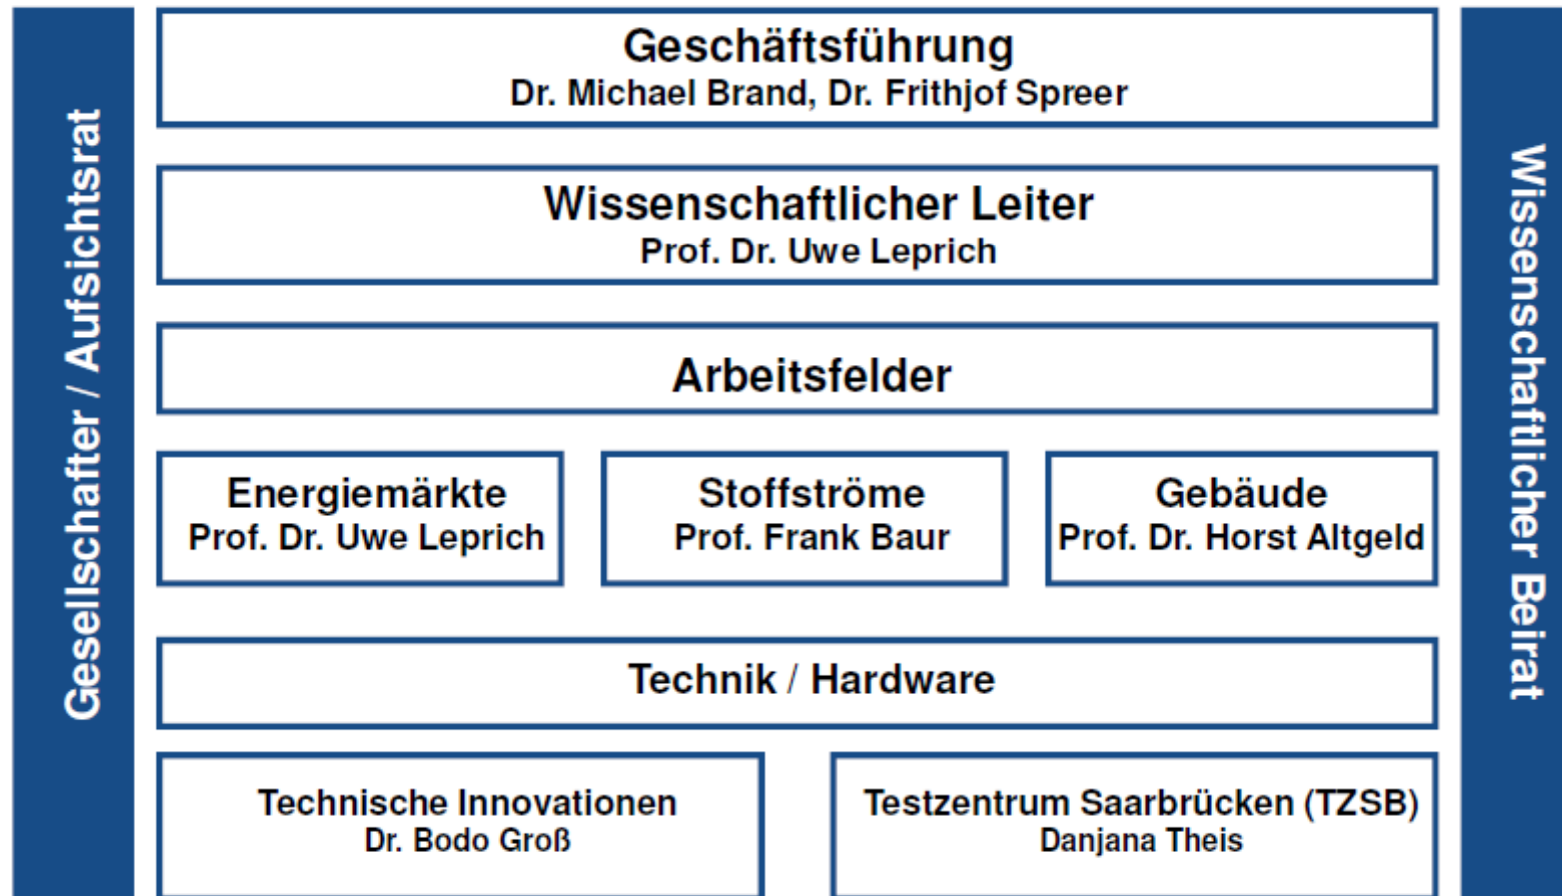 Gesellschafter / Aufsichtsrat
Geschäftsführung
Dr. Michael Brand, Dr. Frithjof Spreer
Wissenschaftlicher Leiter
Prof. Dr. Uwe Leprich
Arbeitsfelder
Energiemärkte
Prof. Dr. Uwe Leprich
Stoffströme
Prof. Frank Baur
Gebäude
Prof. Dr. Horst Altgeld
Technik / Hardware
Technische Innovationen
Dr. Bodo Groß
Testzentrum Saarbrücken (TZSB)
Danjana Theis
Wissenschaftlicher Beirat